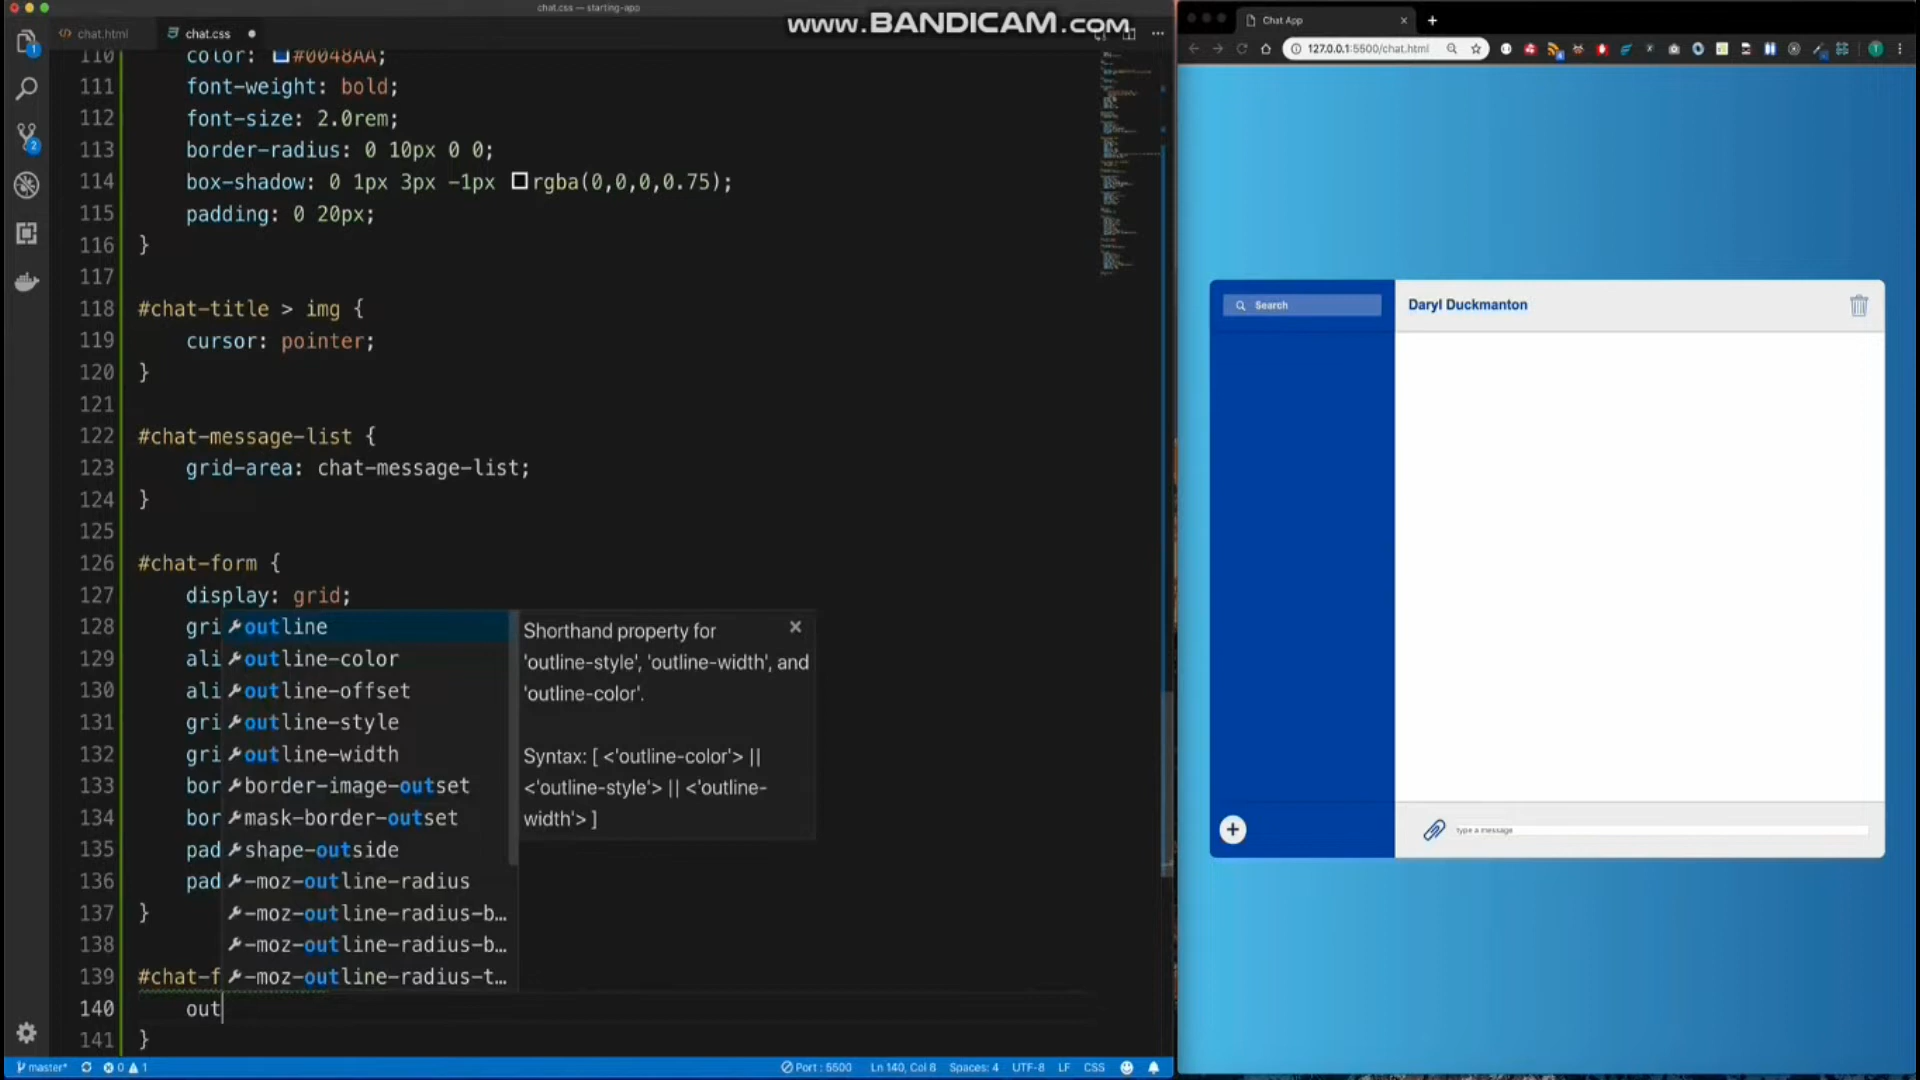 chat.css — starting-app
www.BANDICAM.com
chat.html
chat.css
110 color: #0048AA;
111 font-weight: bold;
112 font-size: 2.0rem;
113 border-radius: 0 10px 0 0;
114 box-shadow: 0 1px 3px -1px rgba(0,0,0,0.75);
115 padding: 0 20px;
116 }
117
118 #chat-title > img {
119 cursor: pointer;
120 }
121
122 #chat-message-list {
123 grid-area: chat-message-list;
124 }
125
126 #chat-form {
127 display: grid;
128 gri
129 ali
130 ali
131 gri
132 gri
133 bor
134 bor
135 pad
136 pad
137 }
138
139 #chat-f
140 out
141 }
outline
outline-color
outline-offset
outline-style
outline-width
border-image-outset
mask-border-outset
shape-outside
-moz-outline-radius
-moz-outline-radius-b…
-moz-outline-radius-b…
-moz-outline-radius-t…
Shorthand property for
'outline-style', 'outline-width', and
'outline-color'.
Syntax: [ <'outline-color'> ||
<'outline-style'> || <'outline-
width'> ]
1
2
master*
0 1
Port : 5500
Ln 140, Col 8
Spaces: 4
UTF-8
LF
CSS
Chat App
127.0.0.1:5500/chat.html
Search
Daryl Duckmanton
+
type a message